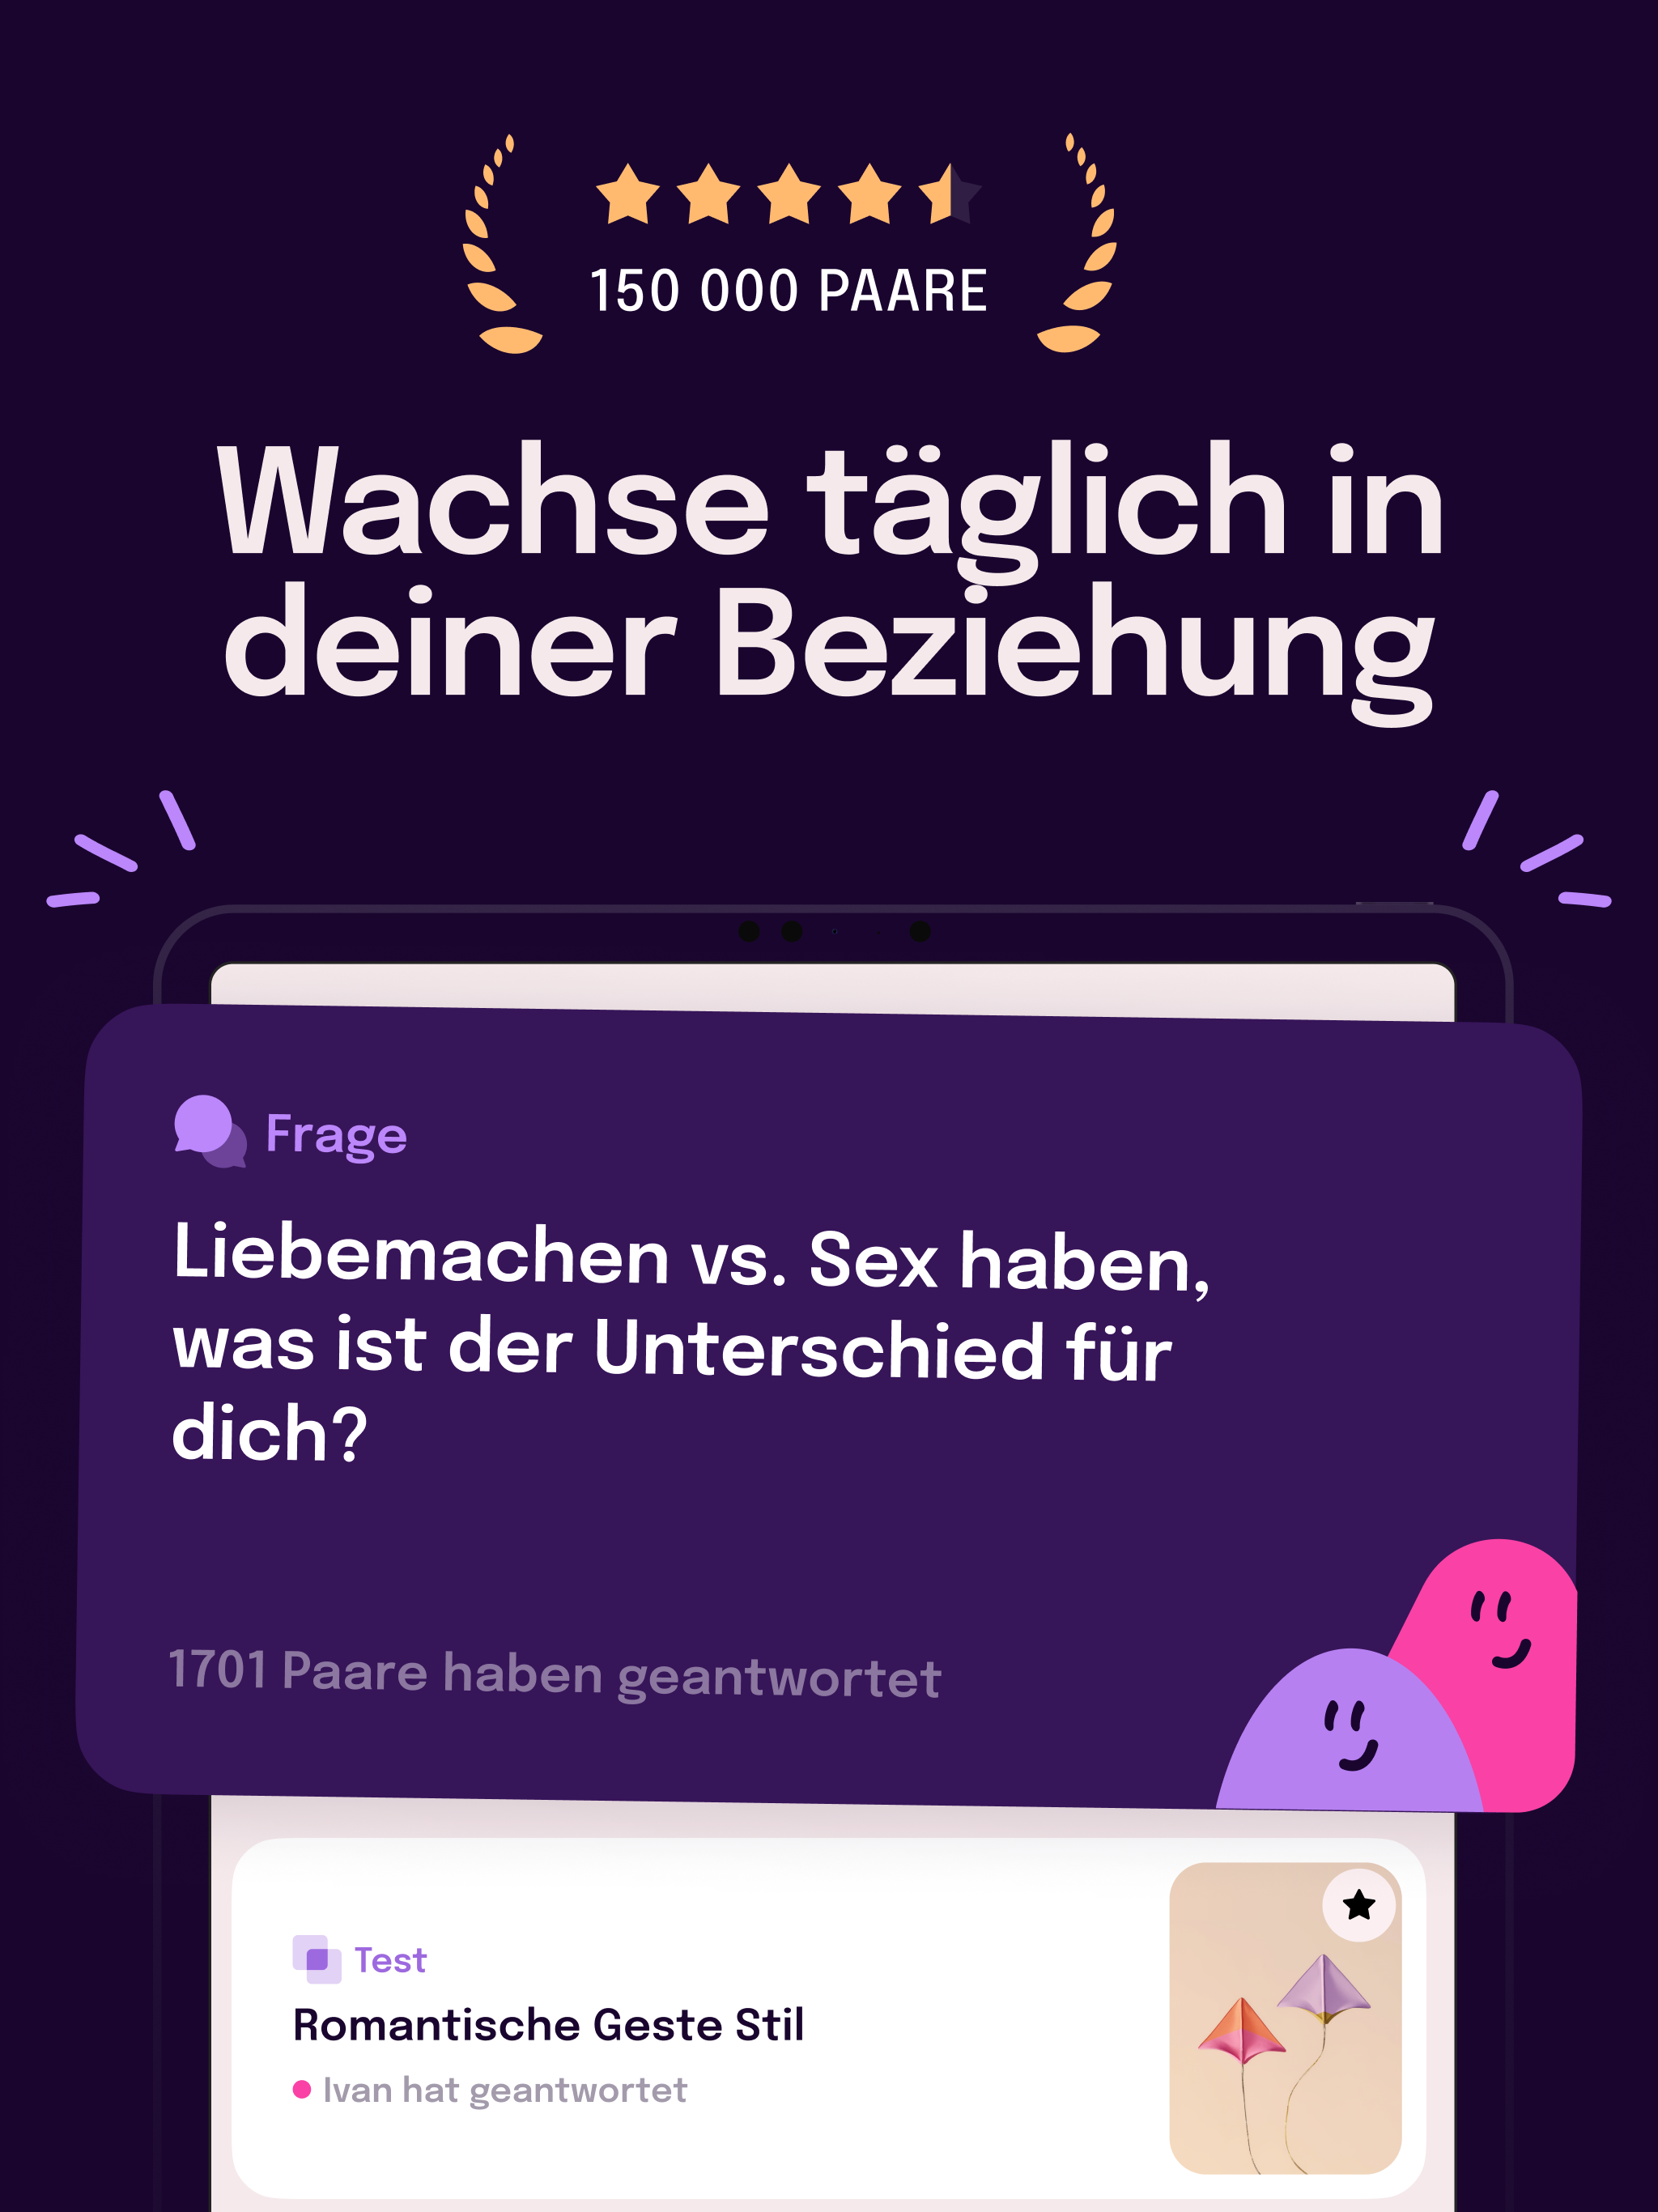 150 000 PAARE
Wachse täglich in
deiner Beziehung
Frage
Liebemachen vs. Sex haben,
was ist der Unterschied für
dich?
1701 Paare haben geantwortet
Test
Romantische Geste Stil
Ivan hat geantwortet